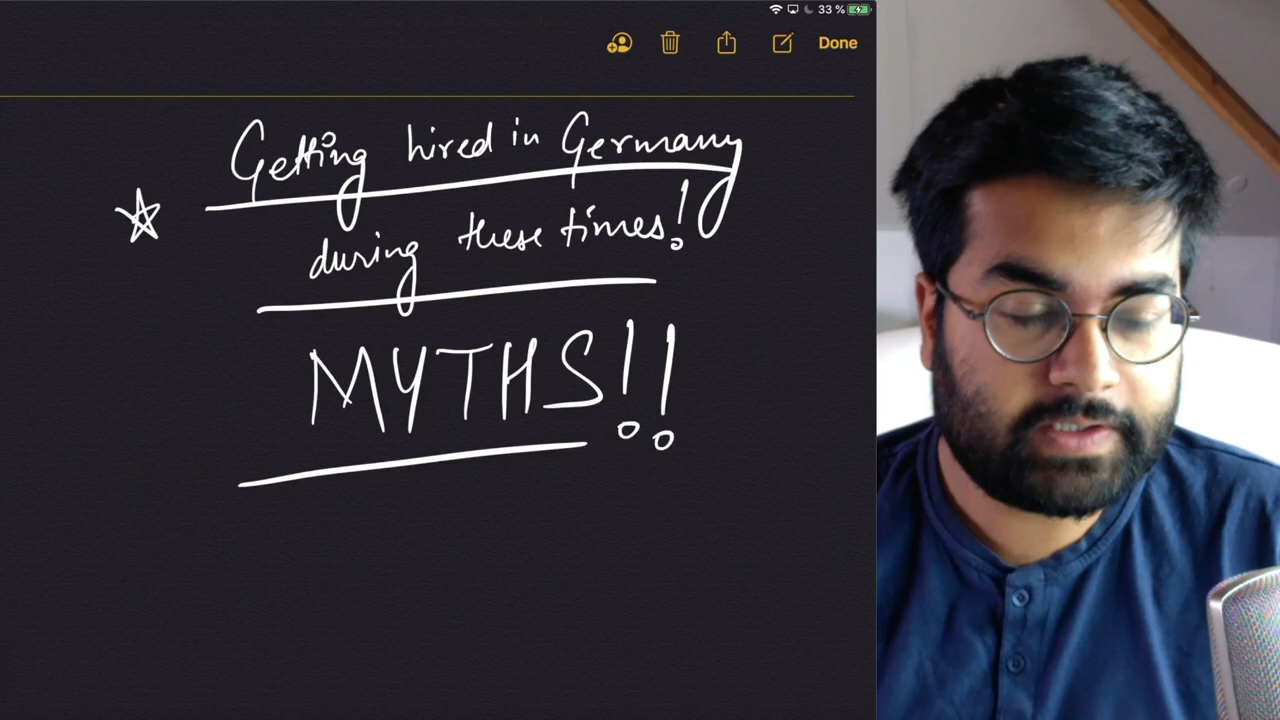 33 %
Done
Getting hired in Germany
during these times!
MYTHS!!